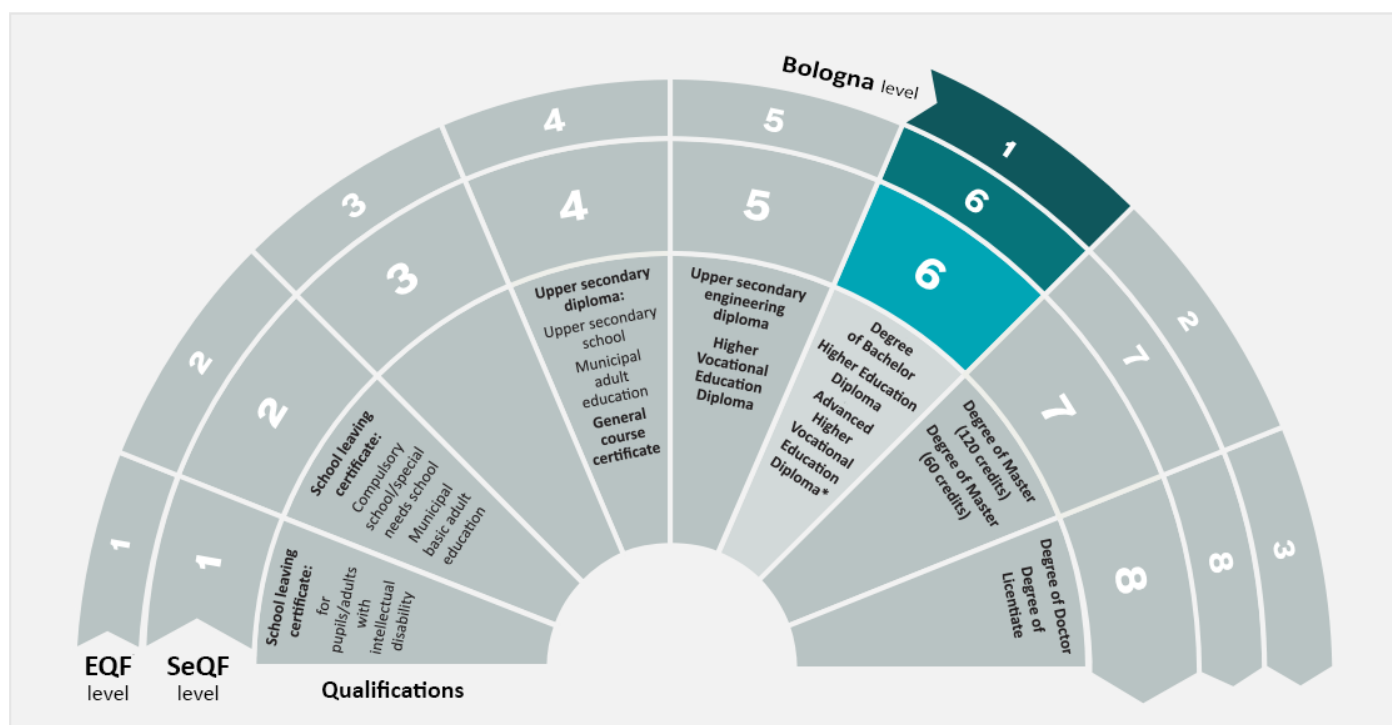 Bologna level
1
2
3
1
2
3
4
5
6
7
8
1
2
3
4
5
6
7
8
EQF
level
SeQF
level
Qualifications
School leaving
certificate:
for
pupils/adults
with
intellectual
disability
School leaving
certificate:
Compulsory
school/special
needs school
Municipal
basic adult
education
Upper secondary
diploma:
Upper secondary
school
Municipal
adult
education
General
course
certificate
Upper secondary
engineering
diploma
Higher
Vocational
Education
Diploma
Degree
of Bachelor
Higher Education
Diploma
Advanced
Higher
Vocational
Education
Diploma*
Degree of Master
(120 credits)
Degree of Master
(60 credits)
Degree of Doctor
Degree of
Licentiate